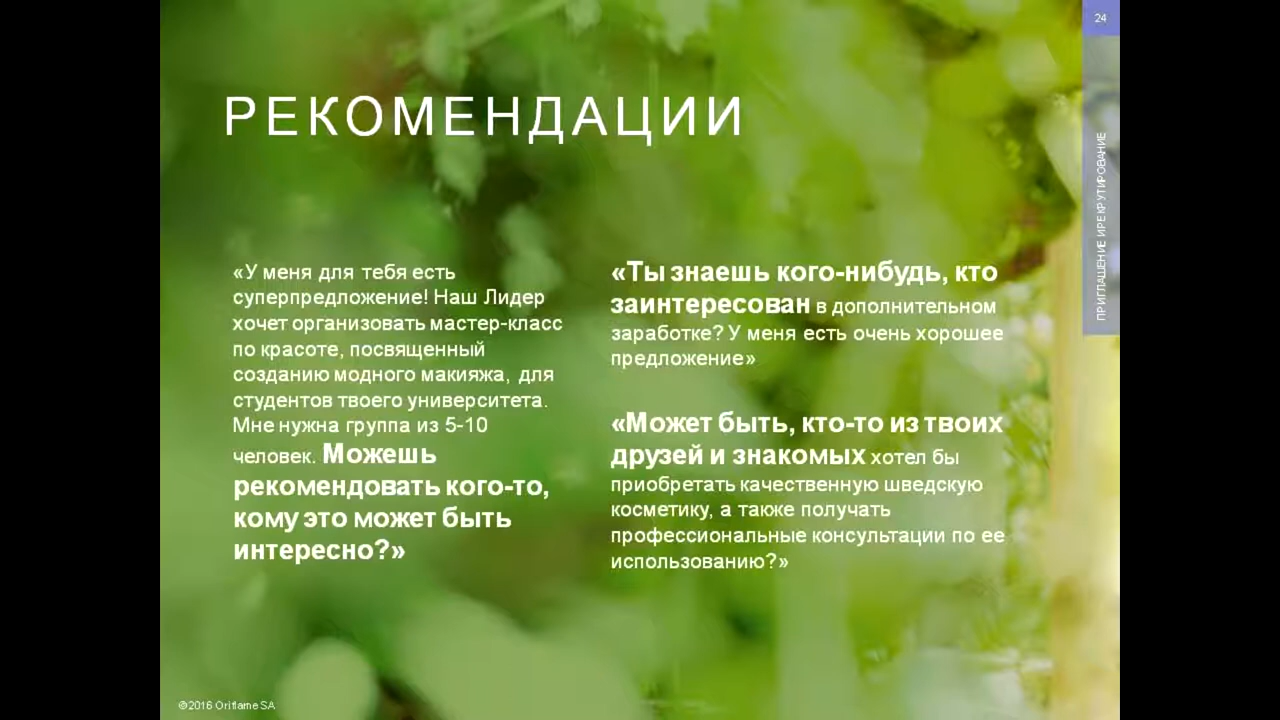 24
РЕКОМЕНДАЦИИ
ПРИГЛАШЕНИЕ И РЕКРУТИРОВАНИЕ
«У меня для тебя есть
суперпредложение! Наш Лидер
хочет организовать мастер-класс
по красоте, посвященный
созданию модного макияжа, для
студентов твоего университета.
Мне нужна группа из 5-10
человек. Можешь
рекомендовать кого-то,
кому это может быть
интересно?»
«Ты знаешь кого-нибудь, кто
заинтересован в дополнительном
заработке? У меня есть очень хорошее
предложение»
«Может быть, кто-то из твоих
друзей и знакомых хотел бы
приобретать качественную шведскую
косметику, а также получать
профессиональные консультации по ее
использованию?»
©2016 Oriflame SA